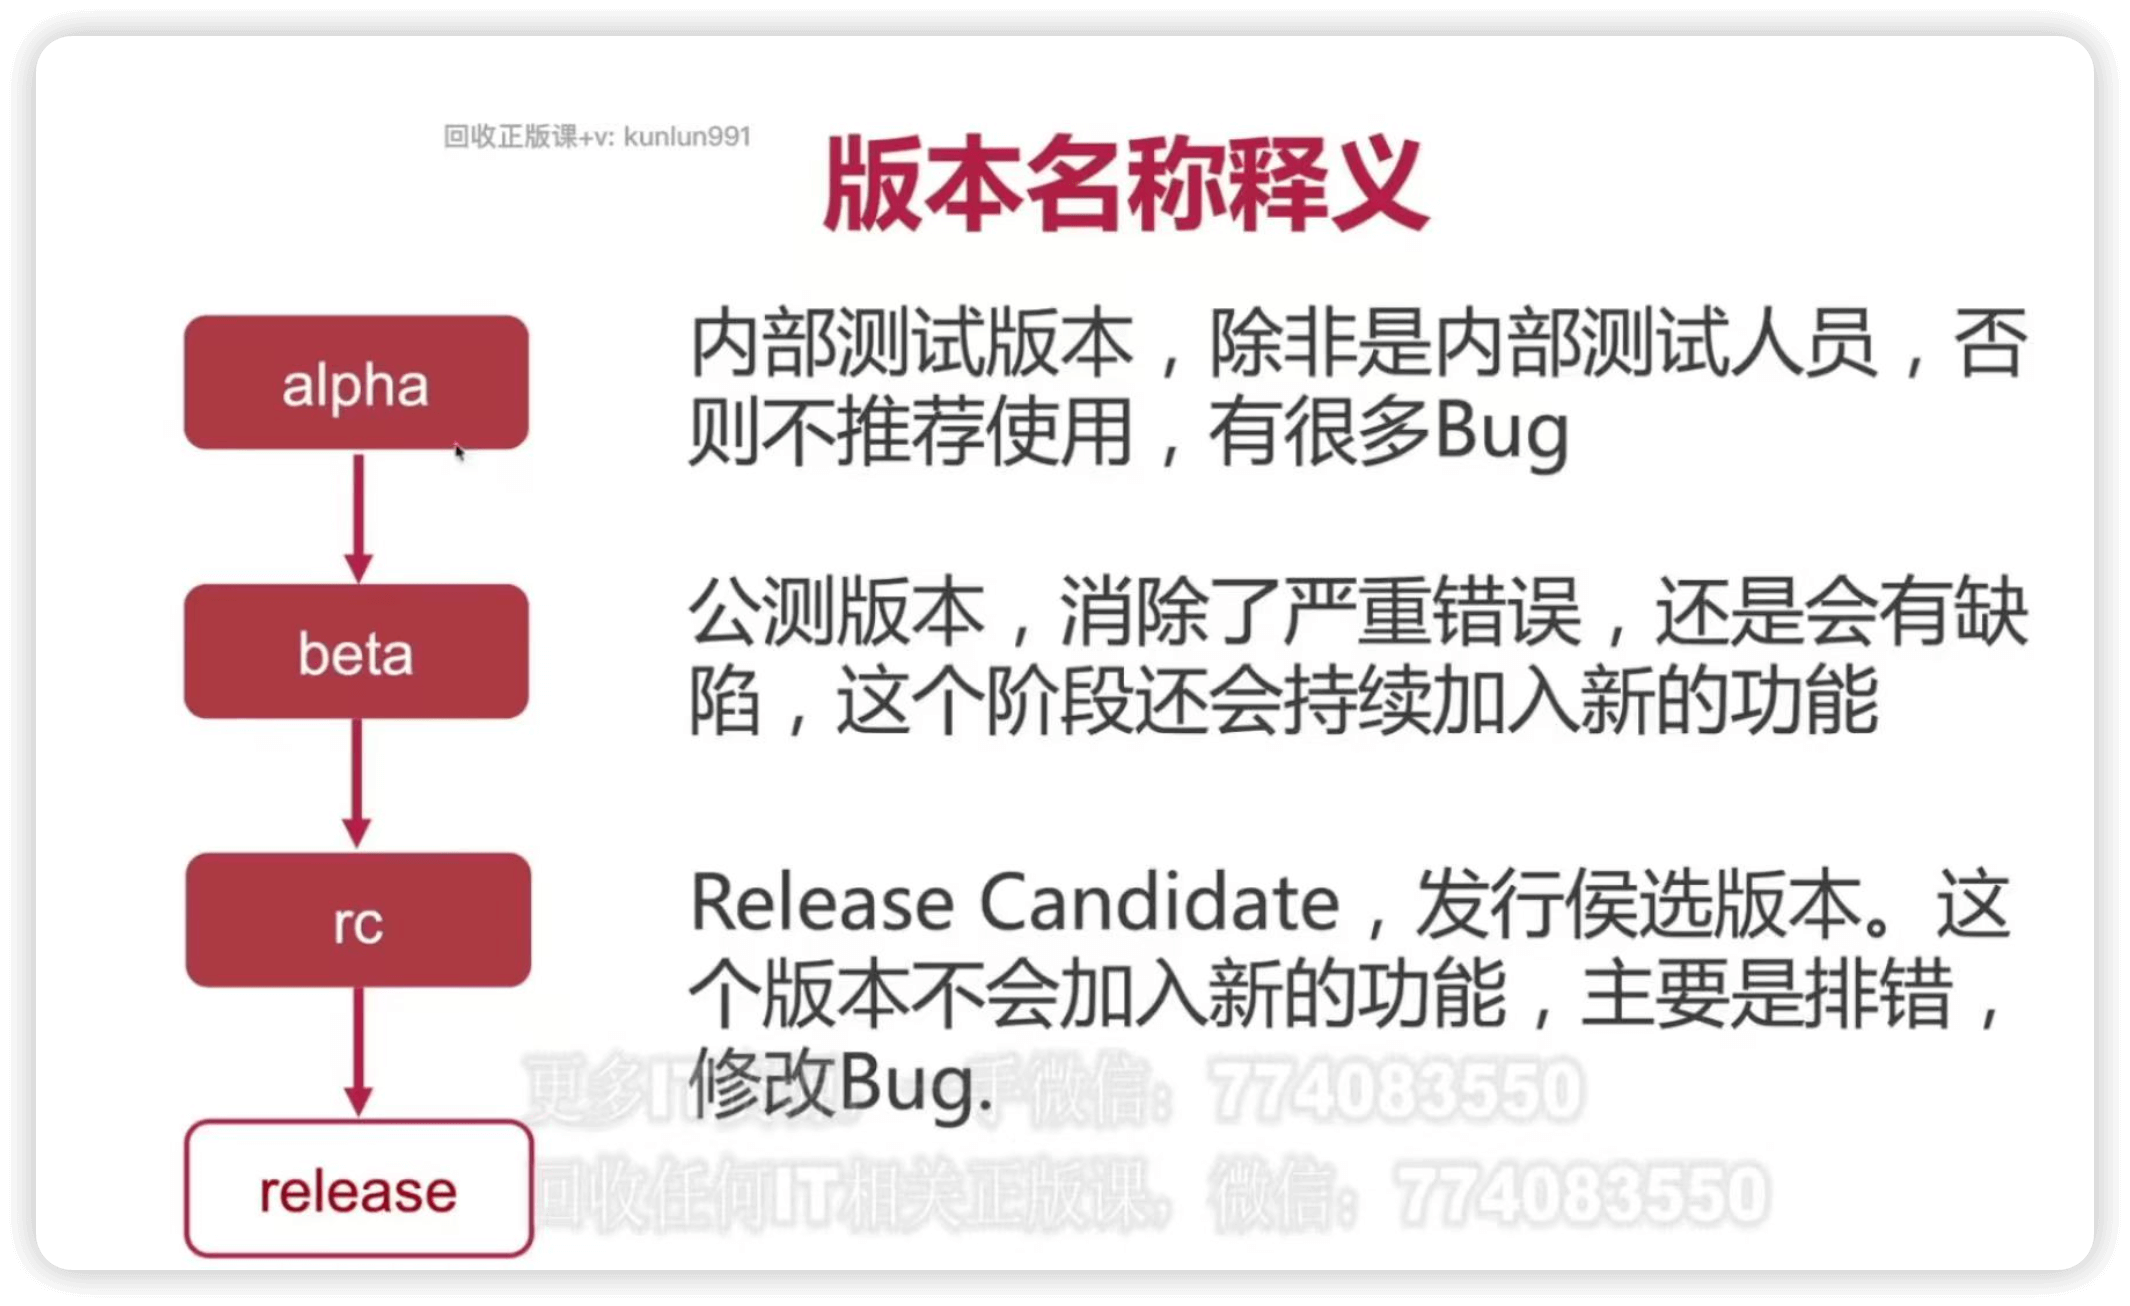 回收正版课+v: kunlun991
版本名称释义
alpha
内部测试版本，除非是内部测试人员，否
则不推荐使用，有很多Bug
beta
公测版本，消除了严重错误，还是会有缺
陷，这个阶段还会持续加入新的功能
rc
Release Candidate，发行侯选版本。这
个版本不会加入新的功能，主要是排错，
修改Bug.
更多IT 一手微信：774083550
release
回收任何IT相关正版课，微信：774083550